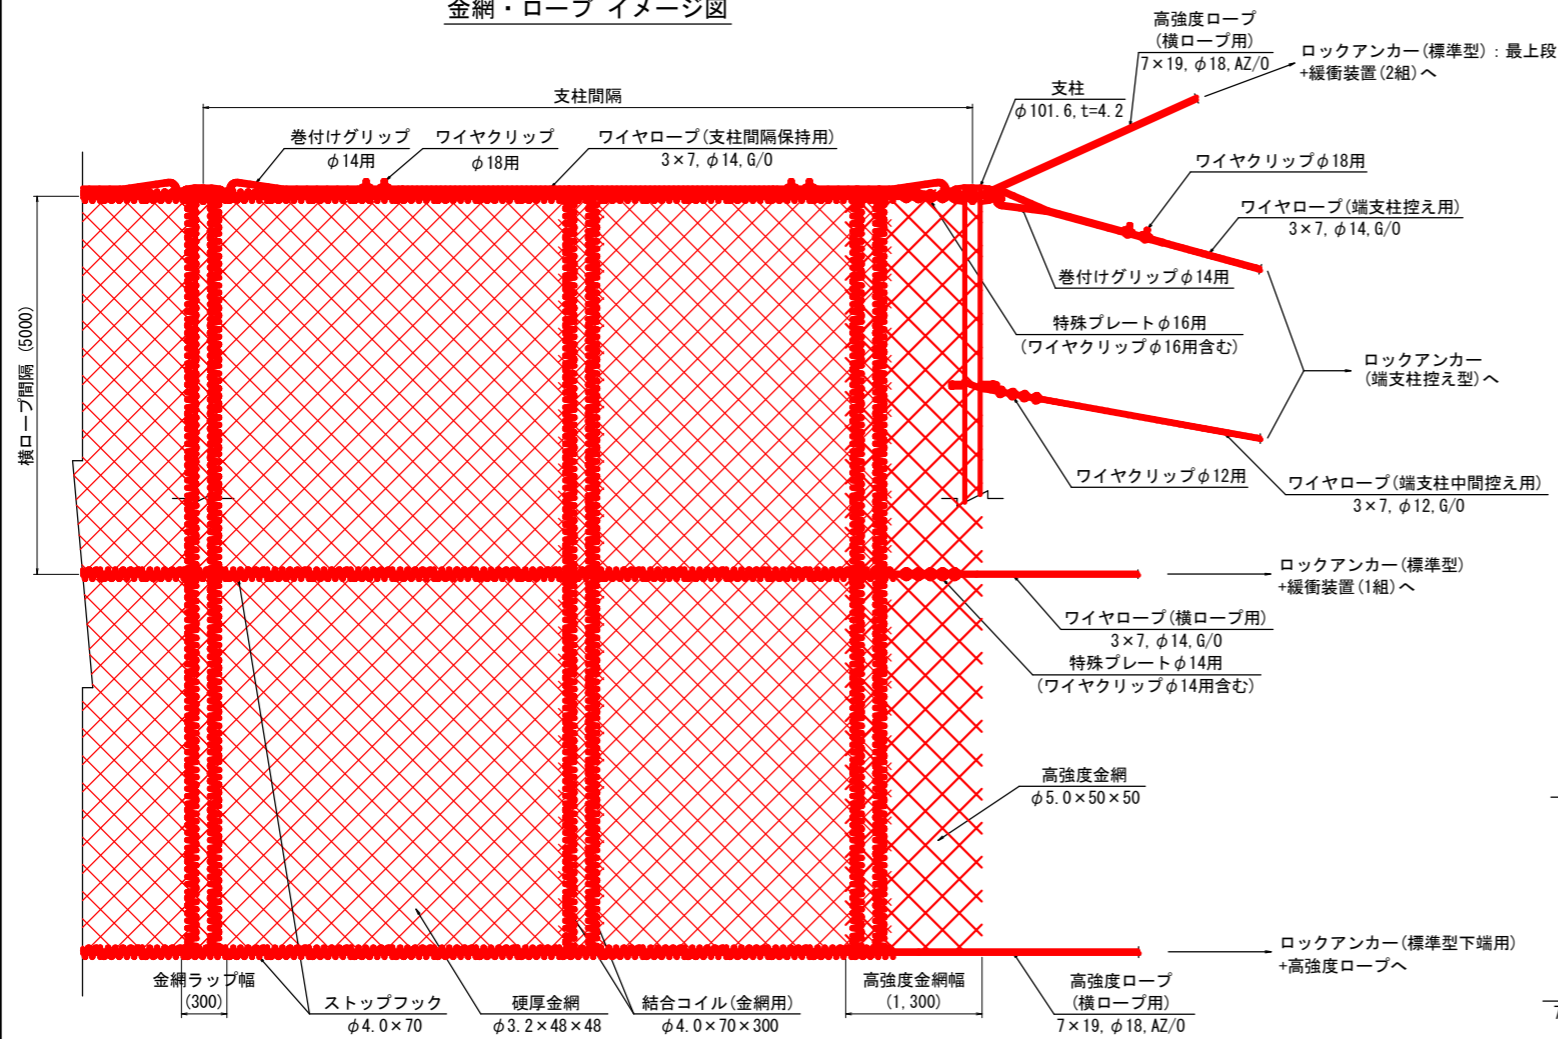 金網・ロープ イメージ図
高強度ロープ
(横ロープ用)
7×19, φ18, AZ/0
ロックアンカー(標準型) : 最上段
+緩衝装置(2組)へ
支柱間隔
支柱
φ101.6, t=4.2
巻付けグリップ
φ14用
ワイヤクリップ
φ18用
ワイヤロープ(支柱間隔保持用)
3×7, φ14, G/0
ワイヤクリップφ18用
ワイヤロープ(端支柱控え用)
3×7, φ14, G/0
巻付けグリップφ14用
特殊プレートφ16用
(ワイヤクリップφ16用含む)
横ロープ間隔 (5000)
ロックアンカー
(端支柱控え型)へ
ワイヤクリップφ12用
ワイヤロープ(端支柱中間控え用)
3×7, φ12, G/0
ロックアンカー(標準型)
+緩衝装置(1組)へ
ワイヤロープ(横ロープ用)
3×7, φ14, G/0
特殊プレートφ14用
(ワイヤクリップφ14用含む)
高強度金網
φ5.0×50×50
ロックアンカー(標準型下端用)
+高強度ロープへ
金網ラップ幅
(300)
ストップフック
φ4.0×70
硬厚金網
φ3.2×48×48
結合コイル(金網用)
φ4.0×70×300
高強度金網幅
(1,300)
高強度ロープ
(横ロープ用)
7×19, φ18, AZ/0